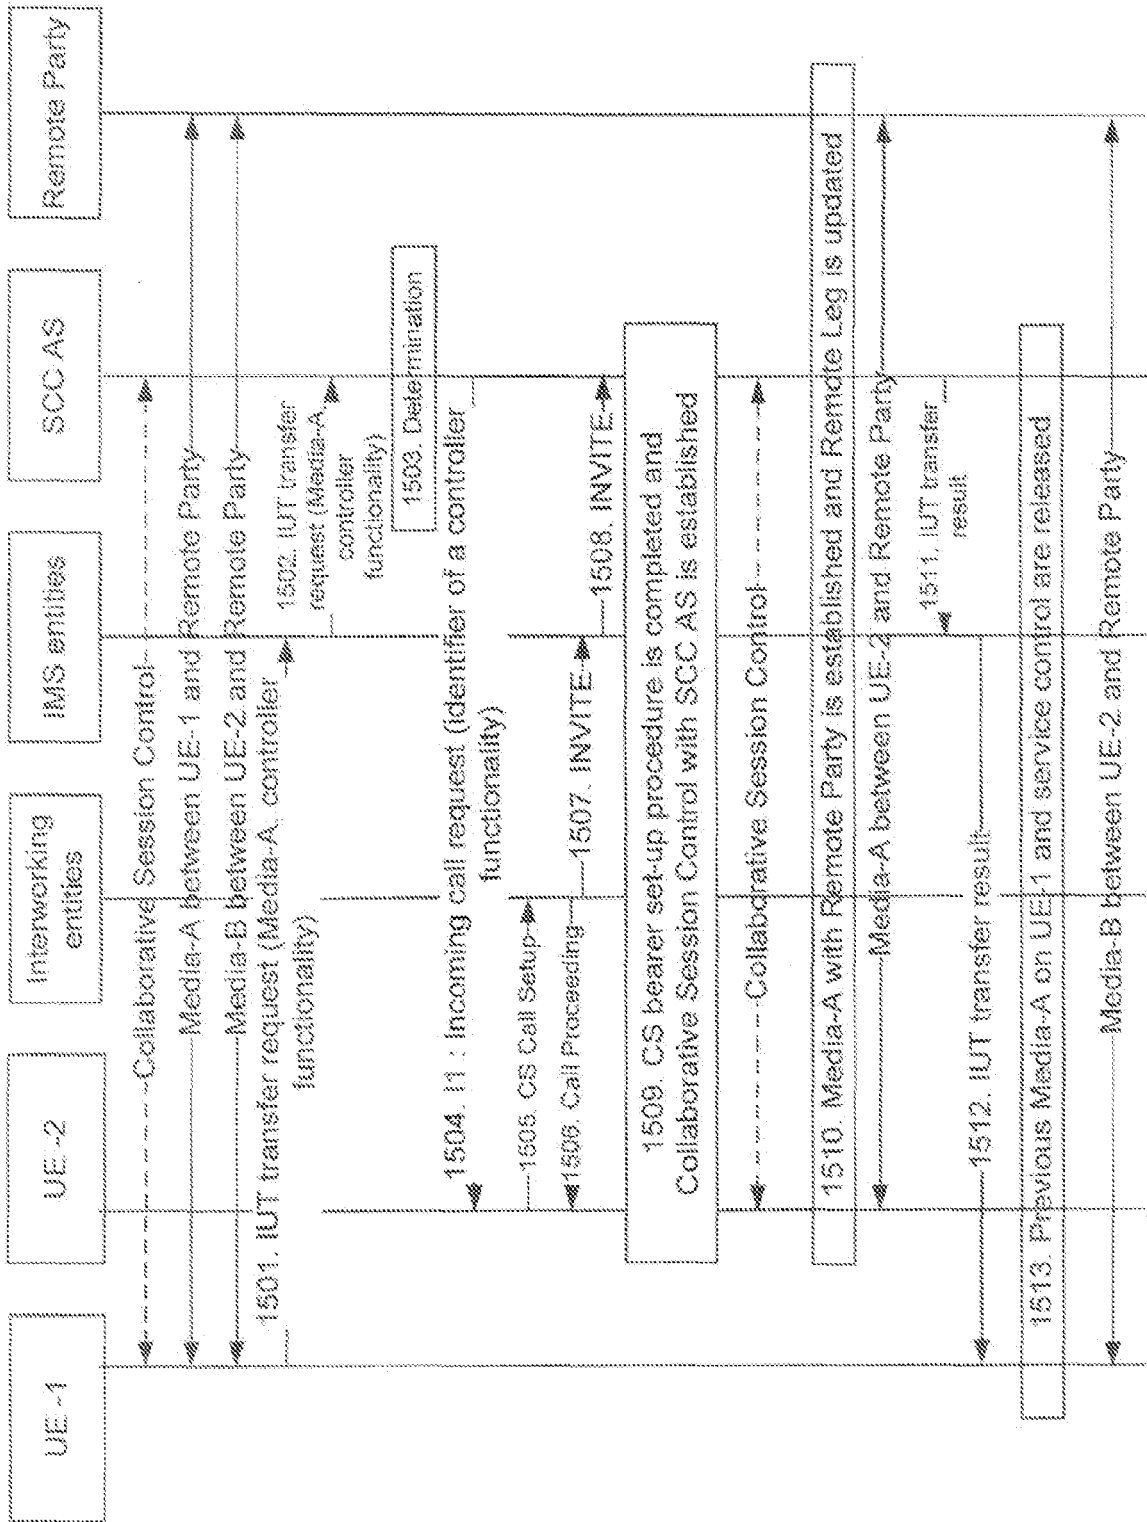 UE -1
UE -2
Interworking
entities
IMS entities
SCC AS
Remote Party
Collaborative Session Control
Media-A between UE-1 and Remote Party
Media-B between UE-2 and Remote Party
1501. IUT transfer request (Media-A, controller
functionality)
1502. IUT transfer
request (Media-A
controller
functionality)
1503. Determination
1504. I1 : Incoming call request (identifier of a controller
functionality)
1505. CS Call Setup
1506. Call Proceeding
1507. INVITE
1508. INVITE
1509. CS bearer set-up procedure is completed and
Collaborative Session Control with SCC AS is established
Collaborative Session Control
1510. Media-A with Remote Party is established and Remote Leg is updated
Media-A between UE-2 and Remote Party
1511. IUT transfer
result
1512. IUT transfer result
1513. Previous Media-A on UE-1 and service control are released
Media-B between UE-2 and Remote Party